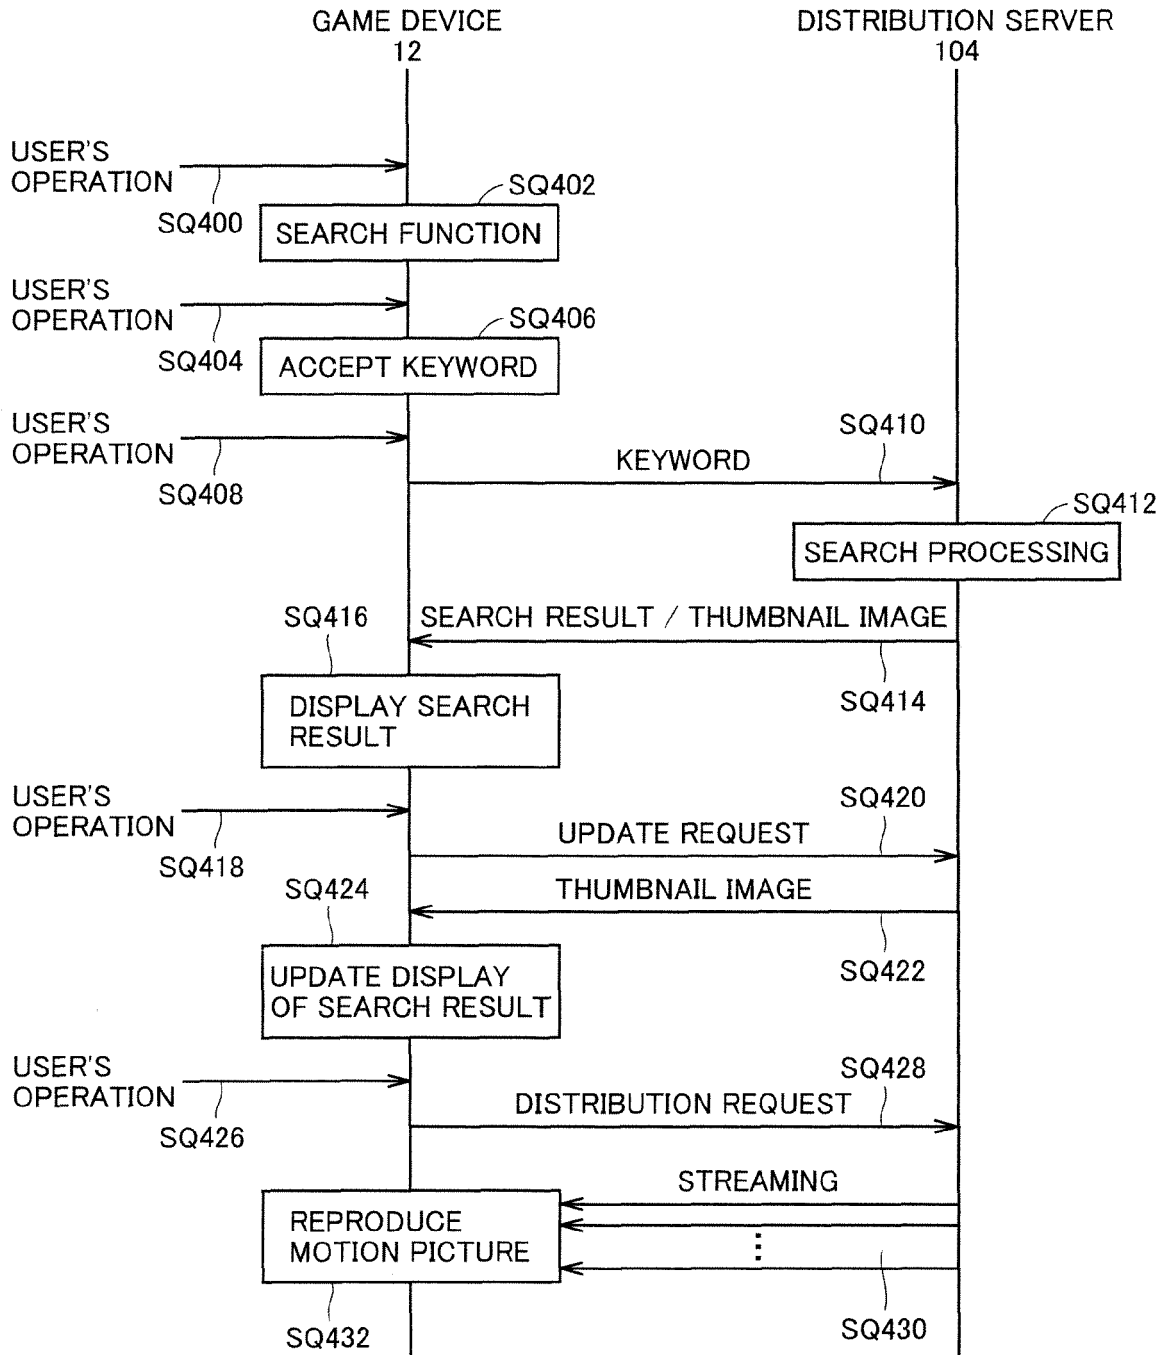 GAME DEVICE
12
DISTRIBUTION SERVER
104
USER'S
OPERATION
SQ400
SQ402
SEARCH FUNCTION
USER'S
OPERATION
SQ404
SQ406
ACCEPT KEYWORD
USER'S
OPERATION
SQ408
SQ410
KEYWORD
SQ412
SEARCH PROCESSING
SQ416
SEARCH RESULT / THUMBNAIL IMAGE
SQ414
DISPLAY SEARCH
RESULT
USER'S
OPERATION
SQ418
SQ420
UPDATE REQUEST
SQ424
THUMBNAIL IMAGE
SQ422
UPDATE DISPLAY
OF SEARCH RESULT
USER'S
OPERATION
SQ426
SQ428
DISTRIBUTION REQUEST
STREAMING
REPRODUCE
MOTION PICTURE
SQ432
SQ430